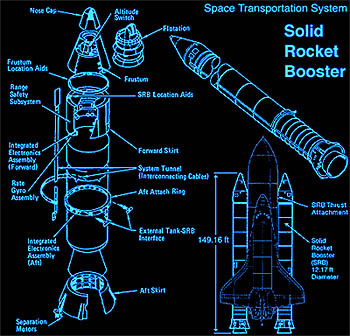 Space Transportation System
Solid
Rocket
Booster
Nose Cap
Altitude
Switch
Flotation
Frustum Location Aids
Frustum
Range
Safety
Subsystem
SRB Location Aids
Integrated
Electronics
Assembly
(Forward)
Forward Skirt
System Tunnel
(Interconnecting Cables)
Rate
Gyro
Assembly
Aft Attach Ring
Integrated
Electronics
Assembly
(Aft)
External Tank-SRB
Interface
Aft Skirt
Separation
Motors
149.16 ft
SRB Thrust
Attachment
Solid
Rocket
Booster
(SRB)
12.17 ft
Diameter